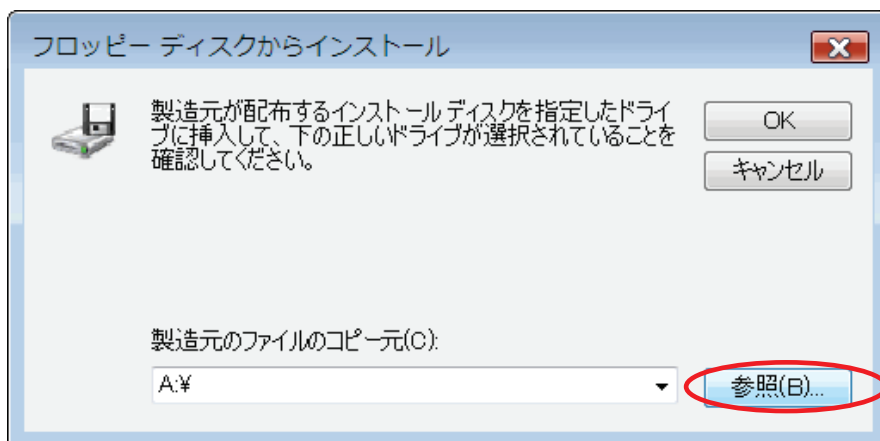 フロッピー ディスクからインストール
製造元が配布するインストール ディスクを指定したドライ
ブに挿入して、下の正しいドライブが選択されていることを
確認してください。
OK
キャンセル
製造元のファイルのコピー元(C):
A:¥
参照(B)...